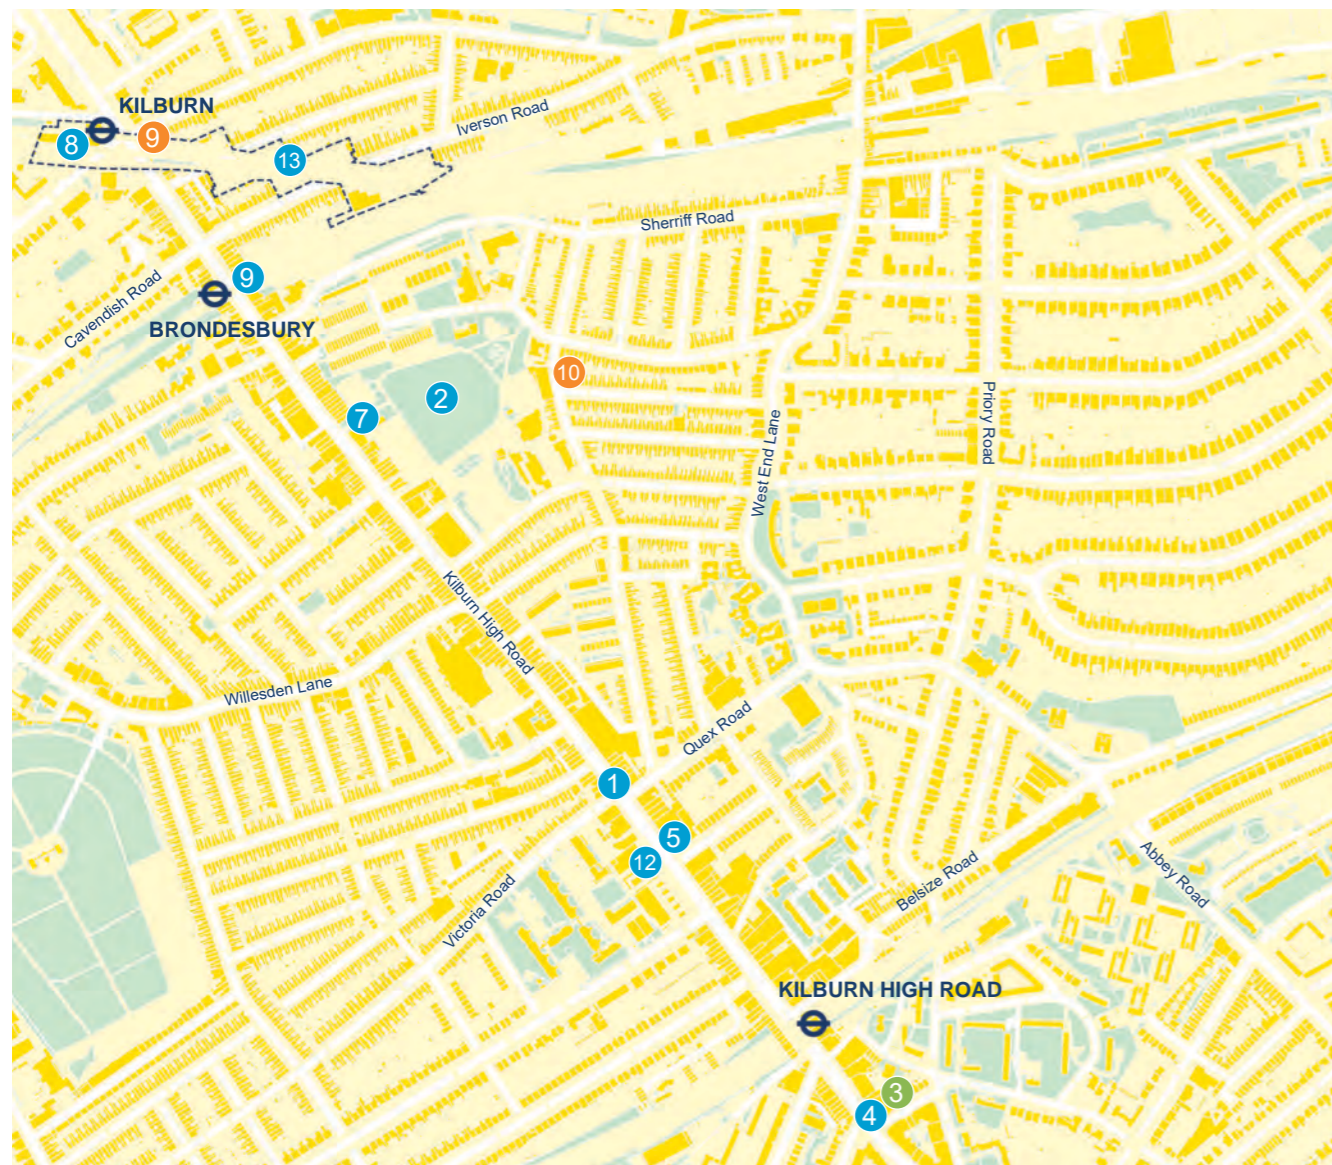 KILBURN
Iverson Road
8
9
13
Sherriff Road
Cavendish Road
9
BRONDESBURY
10
2
7
Priory Road
West End Lane
Kilburn High Road
Willesden Lane
Quex Road
1
5
12
Abbey Road
Belsize Road
Victoria Road
KILBURN HIGH ROAD
3
4